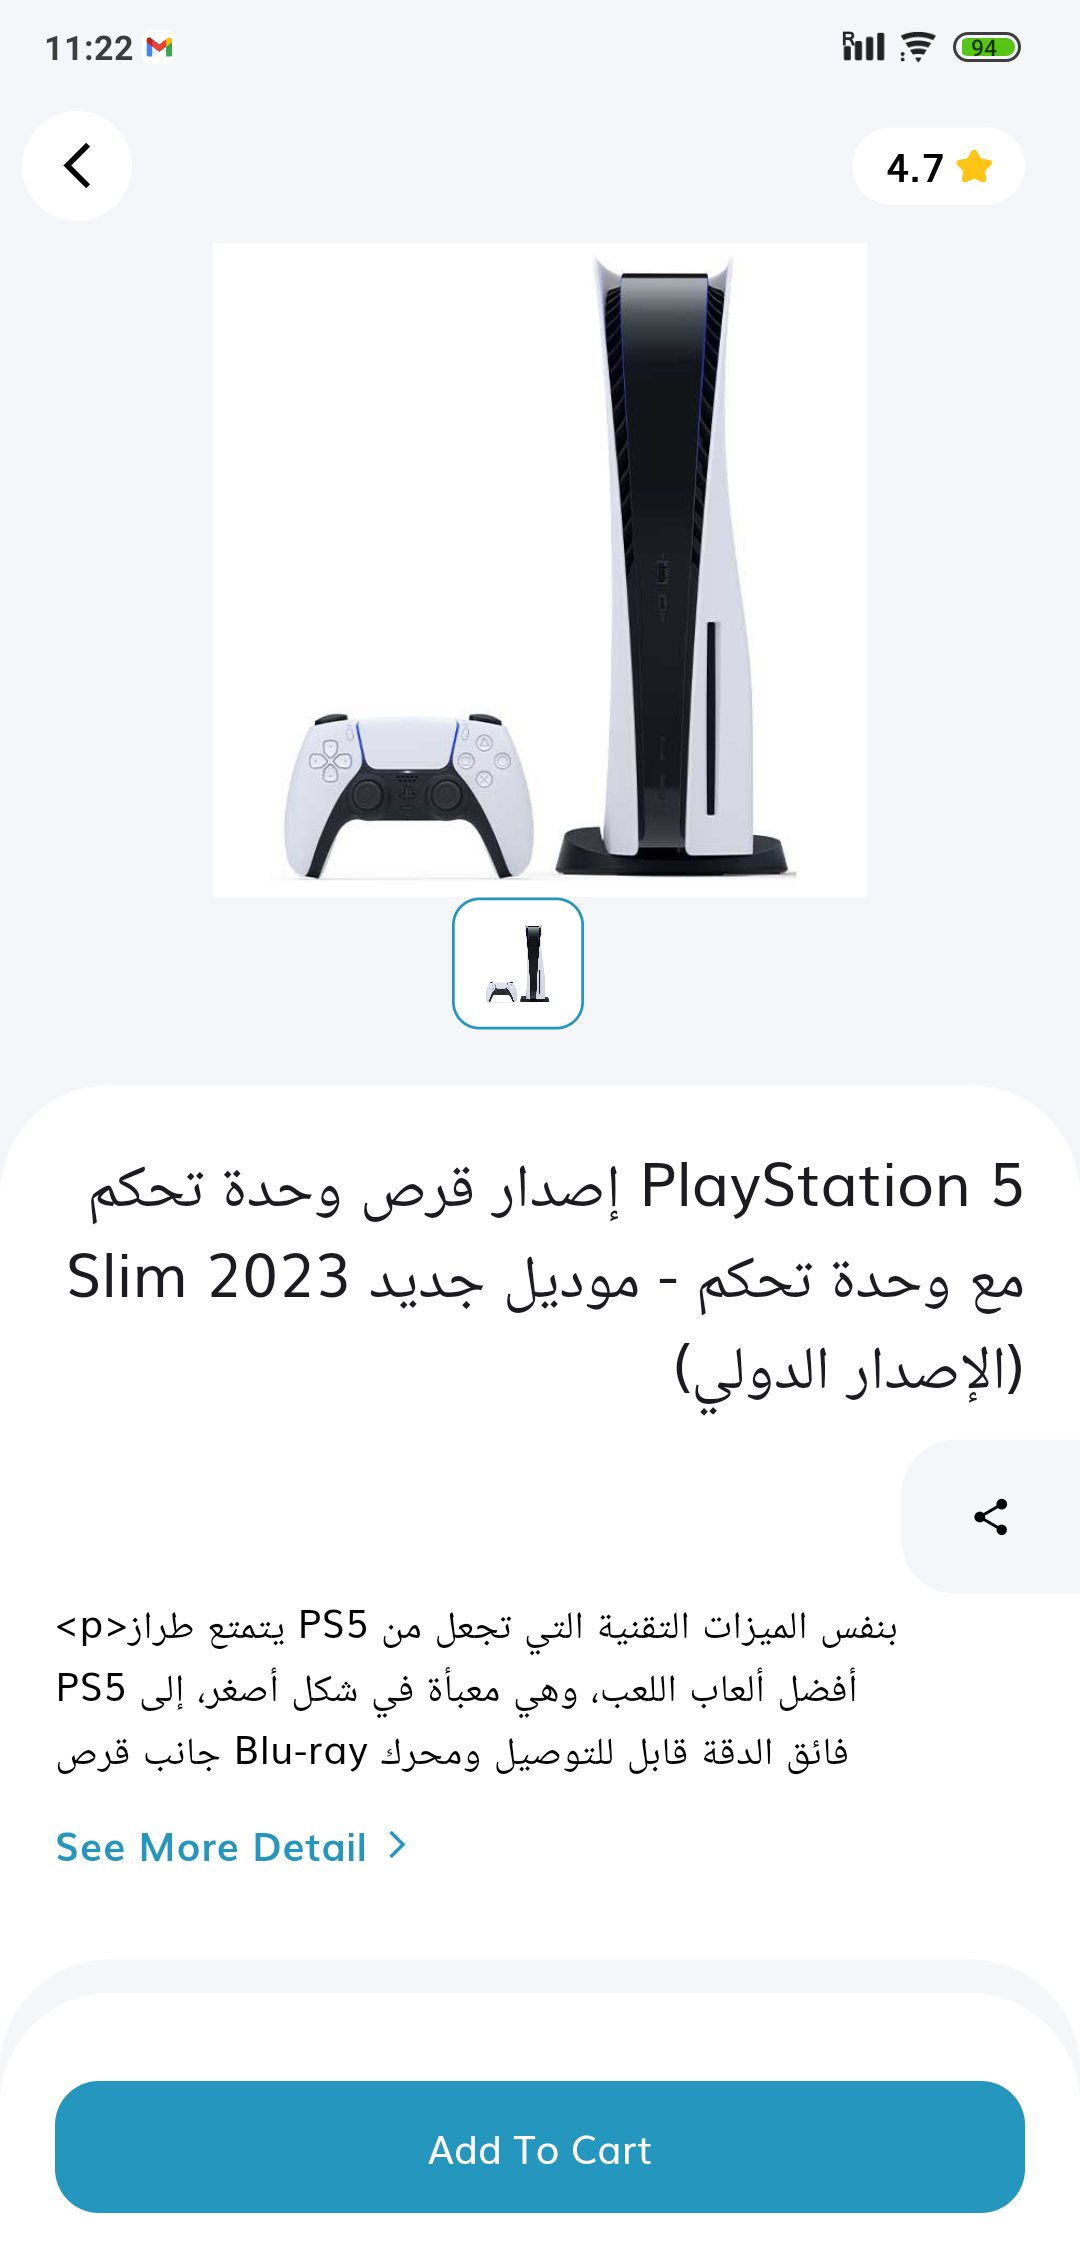 11:22
R
94
4.7
PlayStation 5 إصدار قرص وحدة تحكم
مع وحدة تحكم - موديل جديد Slim 2023
(الإصدار الدولي)
<p>يتمتع طراز PS5 بنفس الميزات التقنية التي تجعل من
PS5 أفضل ألعاب اللعب، وهي معبأة في شكل أصغر، إلى
جانب قرص Blu-ray فائق الدقة قابل للتوصيل ومحرك
See More Detail
Add To Cart